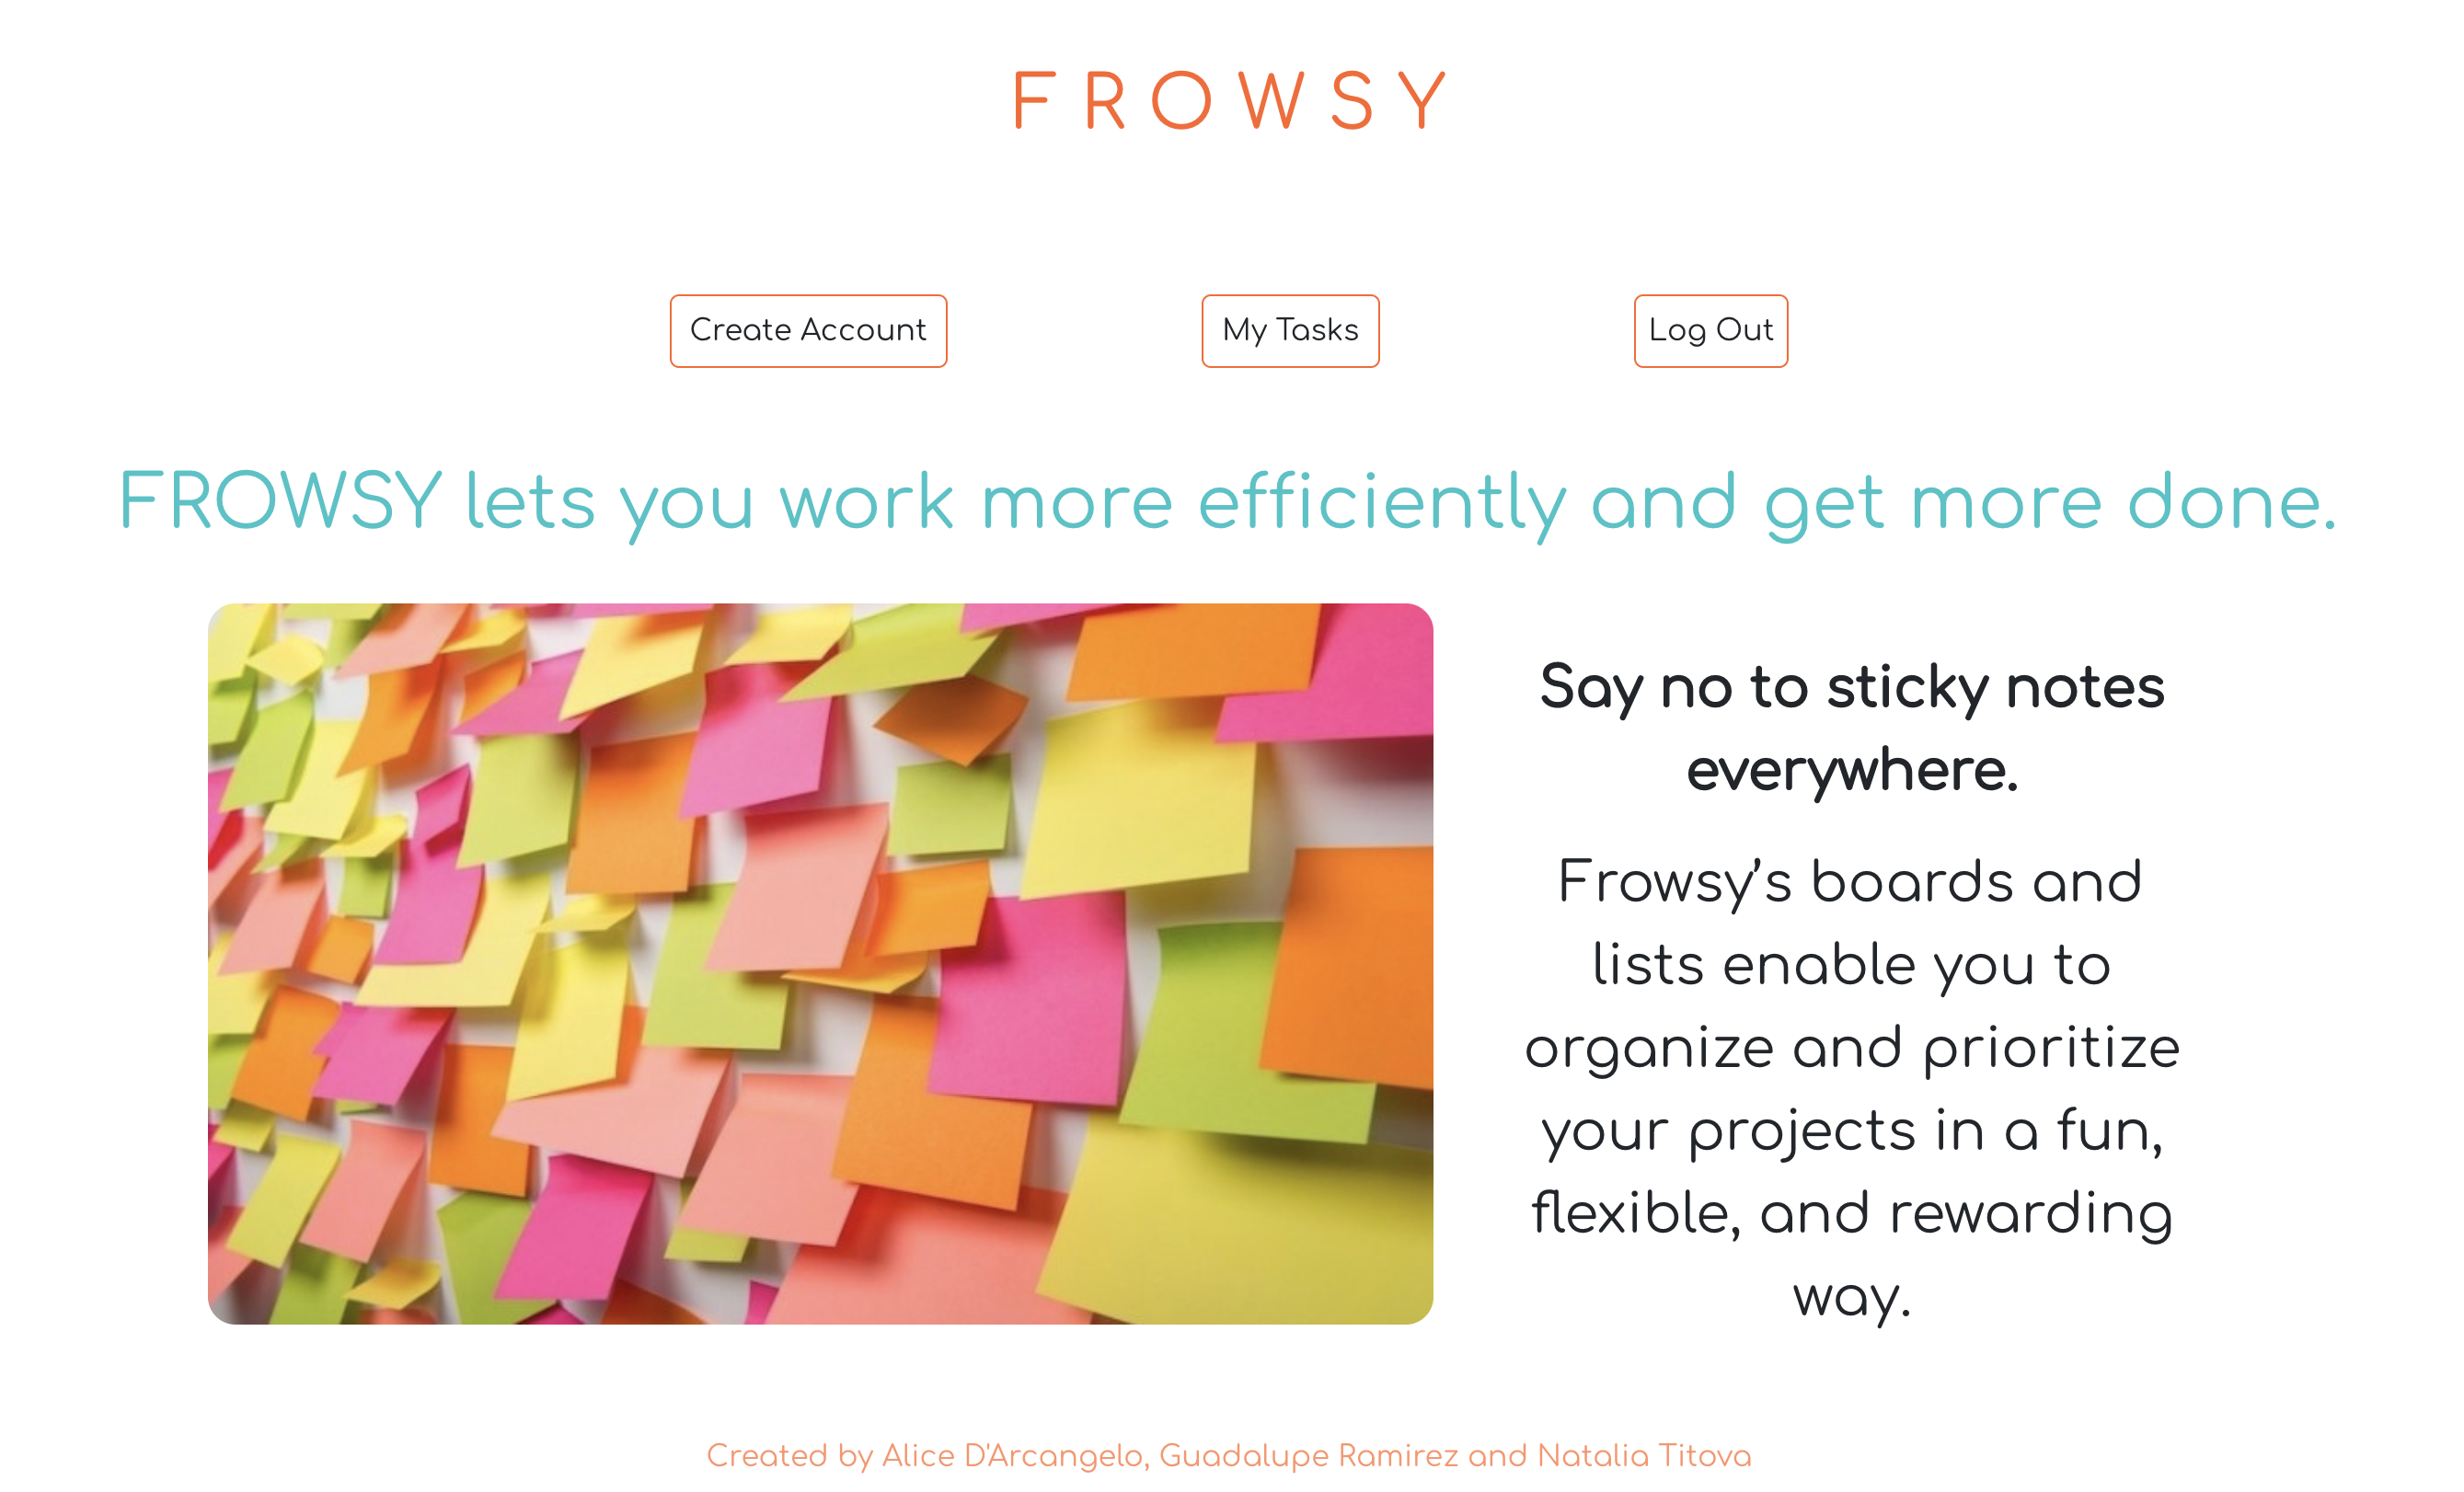 FROWSY
Create Account
My Tasks
Log Out
FROWSY lets you work more efficiently and get more done.
Say no to sticky notes
everywhere.
Frowsy’s boards and
lists enable you to
organize and prioritize
your projects in a fun,
flexible, and rewarding
way.
Created by Alice D'Arcangelo, Guadalupe Ramirez and Natalia Titova